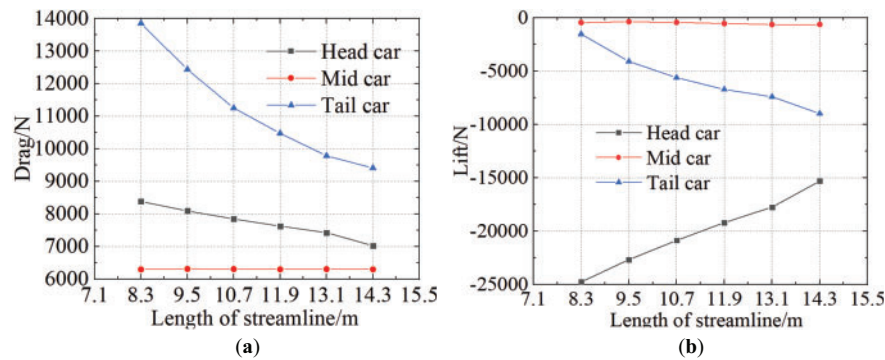 14000
13000
12000
11000
10000
9000
8000
7000
6000
Drag/N
Head car
Mid car
Tail car
7.1 8.3 9.5 10.7 11.9 13.1 14.3 15.5
Length of streamline/m
(a)
0
-5000
-10000
-15000
-20000
-25000
Lift/N
Head car
Mid car
Tail car
7.1 8.3 9.5 10.7 11.9 13.1 14.3 15.5
Length of streamline/m
(b)